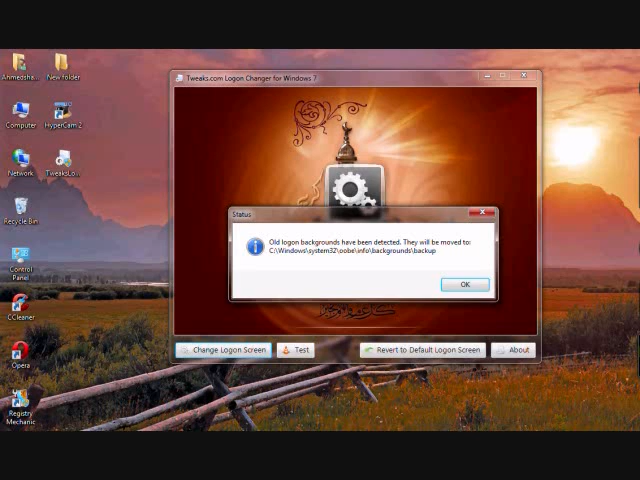 Tweaks.com Logon Changer for Windows 7
Ahmedsha...
New folder
Computer
HyperCam 2
Network
TweaksLo...
Recycle Bin
Control
Panel
CCleaner
Opera
Registry
Mechanic
Status
Old logon backgrounds have been detected. They will be moved to:
C:\Windows\system32\oobe\info\backgrounds\backup
OK
Change Logon Screen
Test
Revert to Default Logon Screen
About